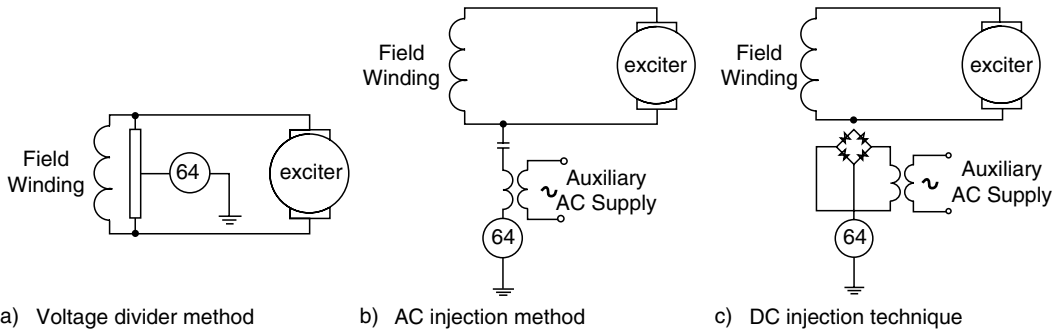 Field
Winding
64
exciter
a) Voltage divider method
Field
Winding
exciter
Auxiliary
AC Supply
64
b) AC injection method
Field
Winding
exciter
Auxiliary
AC Supply
64
c) DC injection technique